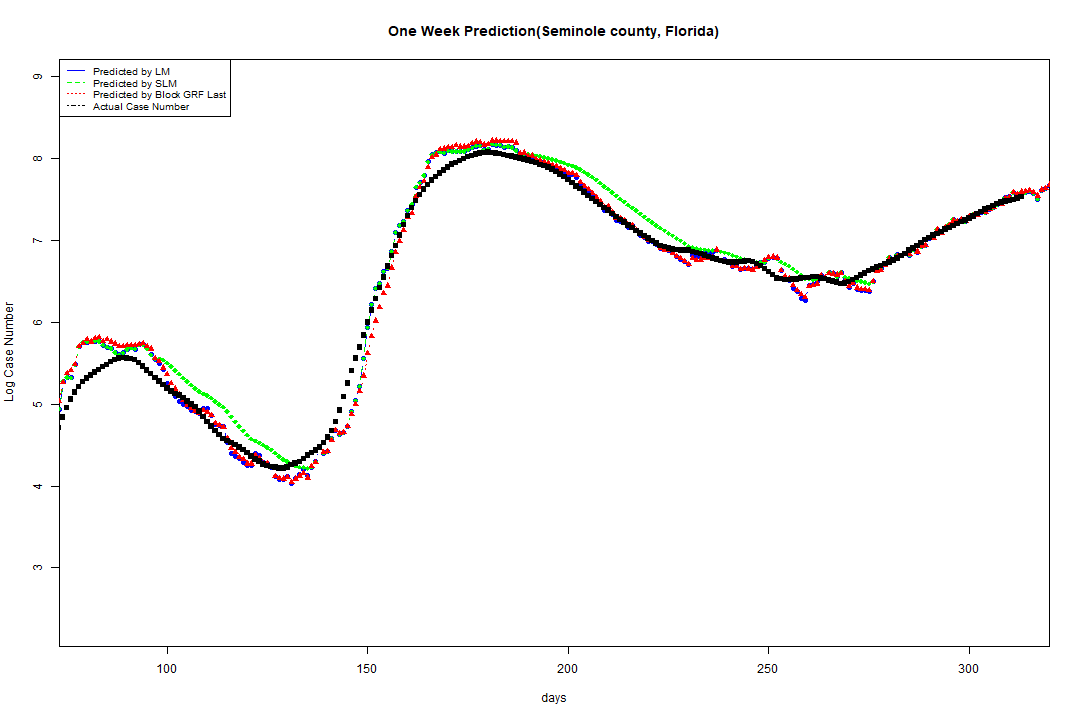 One Week Prediction(Seminole county, Florida)
Predicted by LM
Predicted by SLM
Predicted by Block GRF Last
Actual Case Number
Log Case Number
9
8
7
6
5
4
3
100 150 200 250 300
days